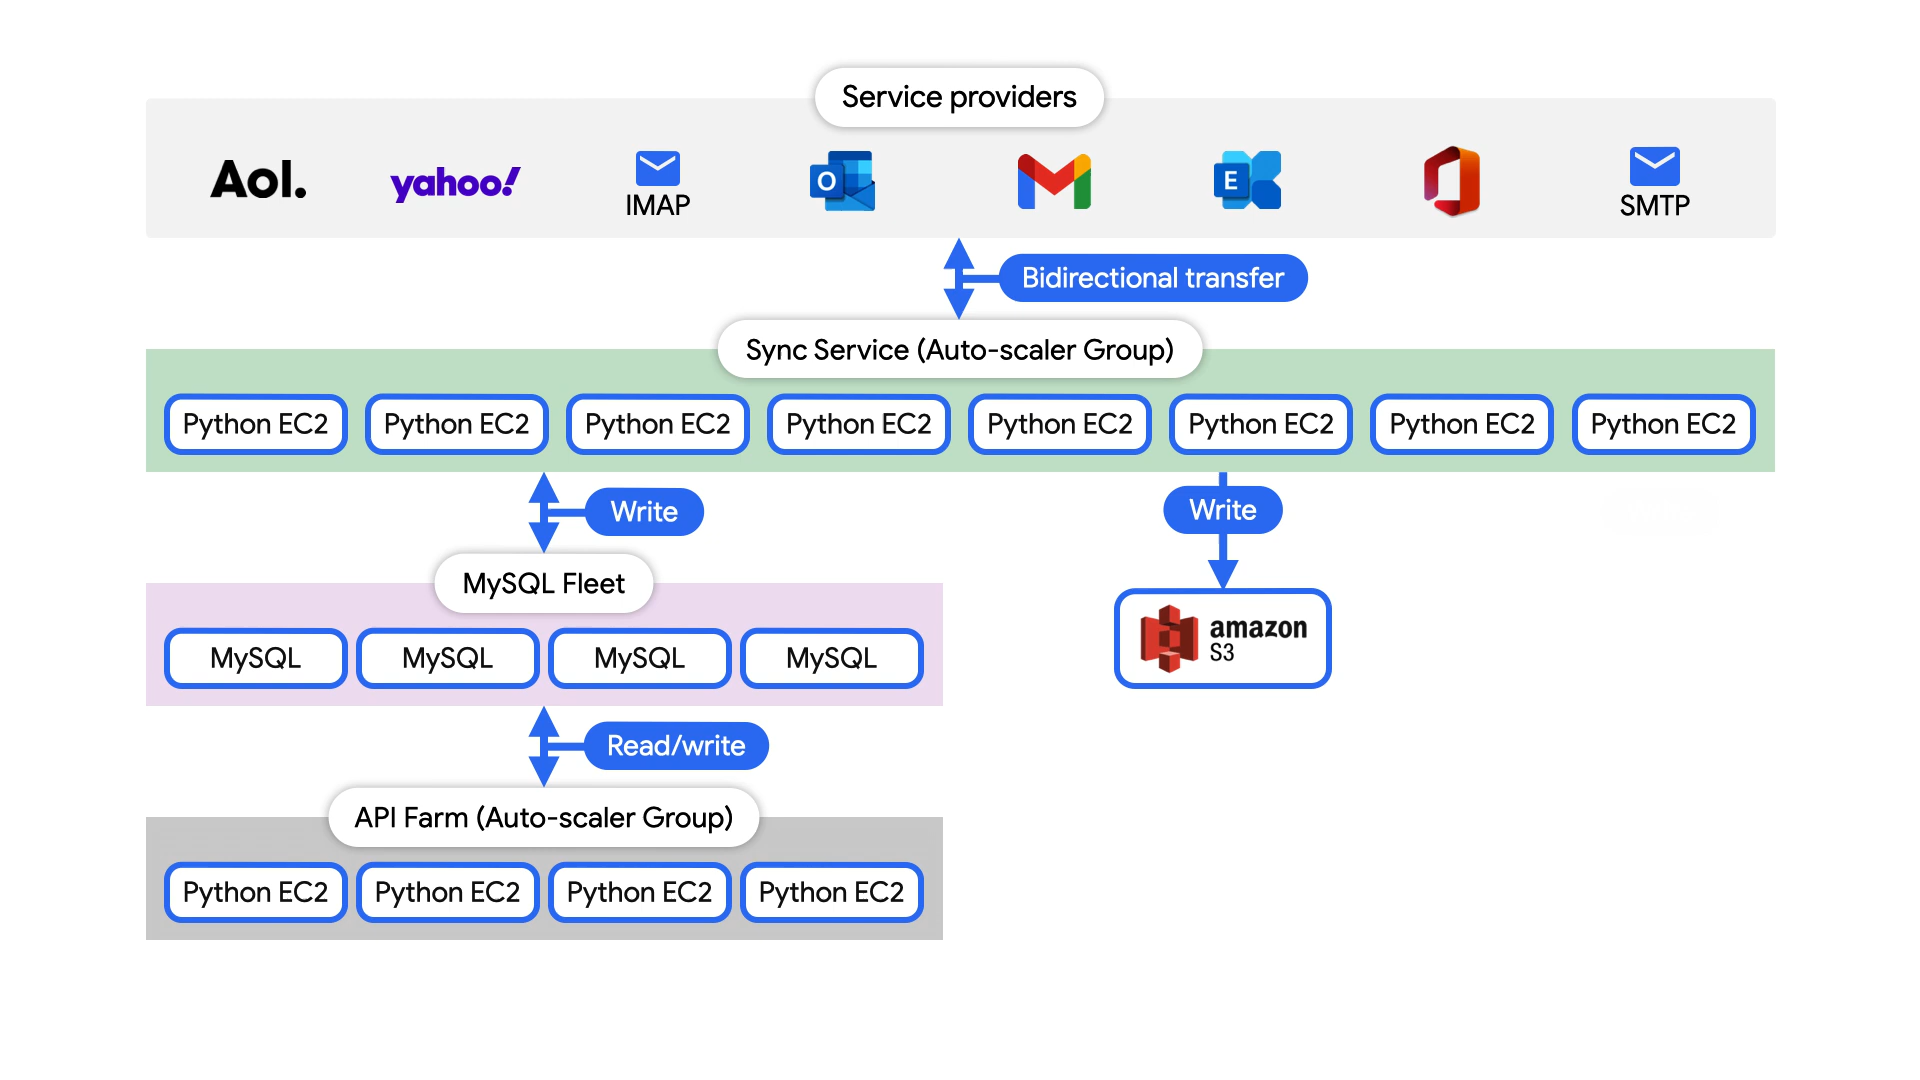 Service providers
Aol.
yahoo!
IMAP
O
E
SMTP
Bidirectional transfer
Sync Service (Auto-scaler Group)
Python EC2 Python EC2 Python EC2 Python EC2 Python EC2 Python EC2 Python EC2 Python EC2
Write
Write
MySQL Fleet
MySQL MySQL MySQL MySQL
amazon
S3
Read/write
API Farm (Auto-scaler Group)
Python EC2 Python EC2 Python EC2 Python EC2